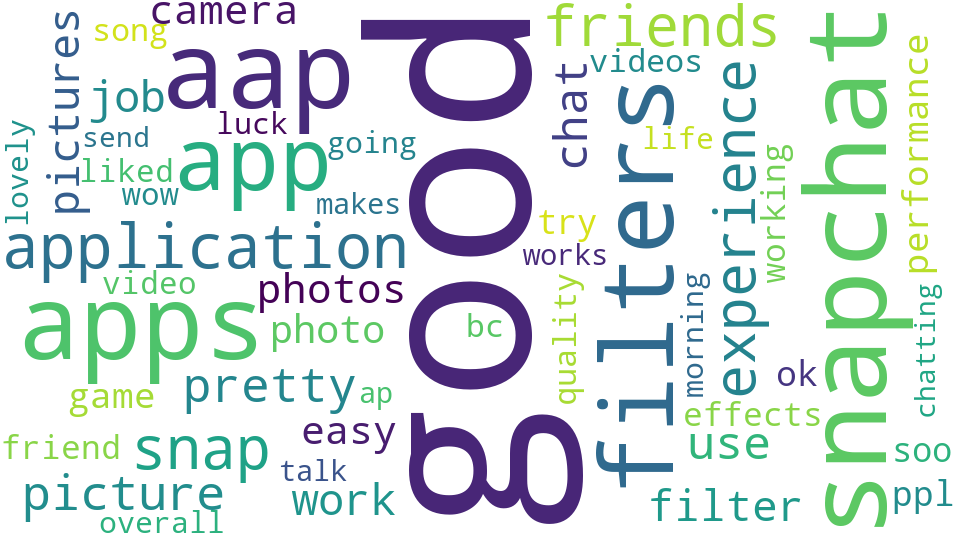 camera
song
pictures
aap
job
luck
send
going
lovely
liked
app
wow
makes
application
video
photos
apps
photo
bc
pretty
ap
game
easy
friend
snap
talk
picture
work
overall
good
friends
videos
chat
filters
life
experience
working
try
works
quality
morning
ok
effects
use
filter
snapchat
performance
chatting
soo
ppl